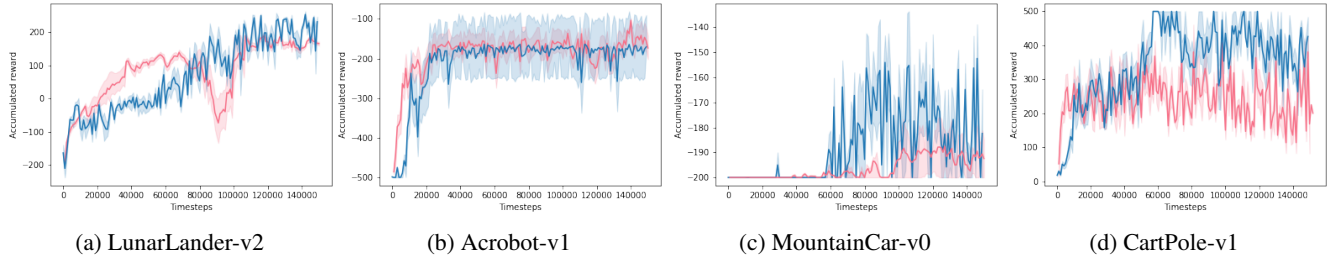 Accumulated reward
200
100
0
−100
−200
0 20000 40000 60000 80000 100000 120000 140000
Timesteps
(a) LunarLander-v2
Accumulated reward
−100
−200
−300
−400
−500
0 20000 40000 60000 80000 100000 120000 140000
Timesteps
(b) Acrobot-v1
Accumulated reward
−140
−150
−160
−170
−180
−190
−200
0 20000 40000 60000 80000 100000 120000 140000
Timesteps
(c) MountainCar-v0
Accumulated reward
500
400
300
200
100
0
0 20000 40000 60000 80000 100000 120000 140000
Timesteps
(d) CartPole-v1